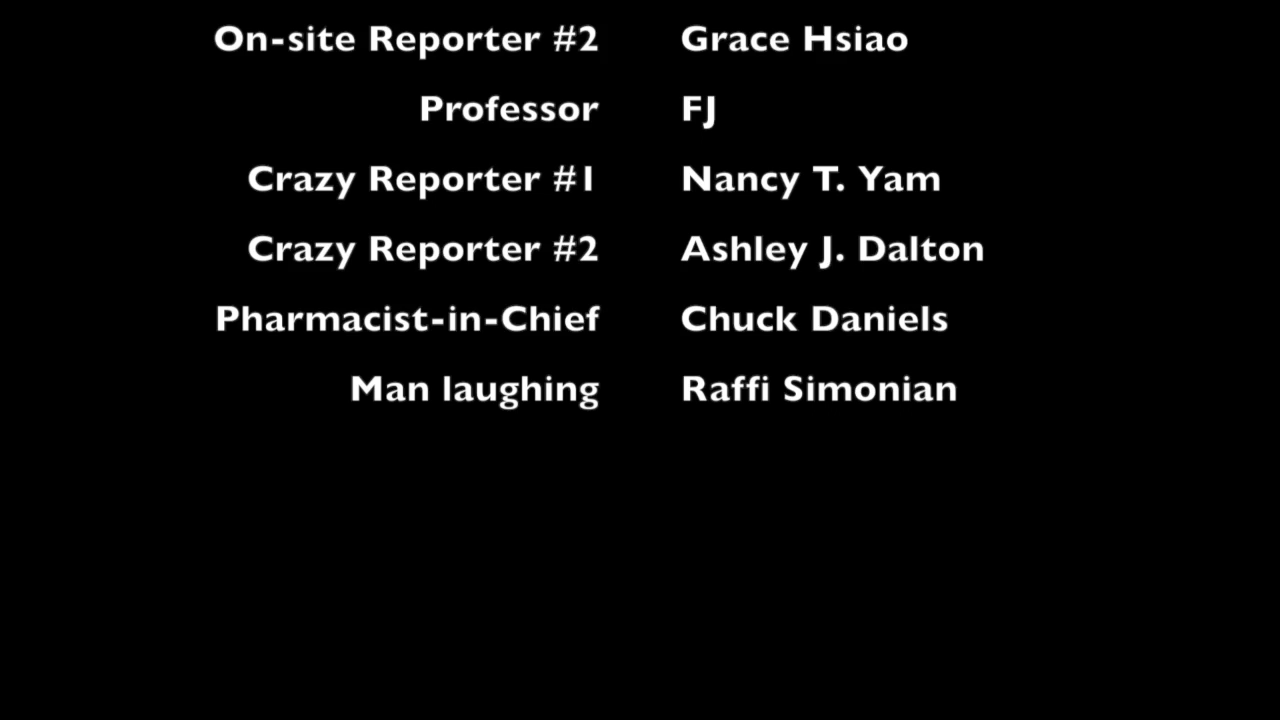 On-site Reporter #2 Grace Hsiao
Professor FJ
Crazy Reporter #1 Nancy T. Yam
Crazy Reporter #2 Ashley J. Dalton
Pharmacist-in-Chief Chuck Daniels
Man laughing Raffi Simonian